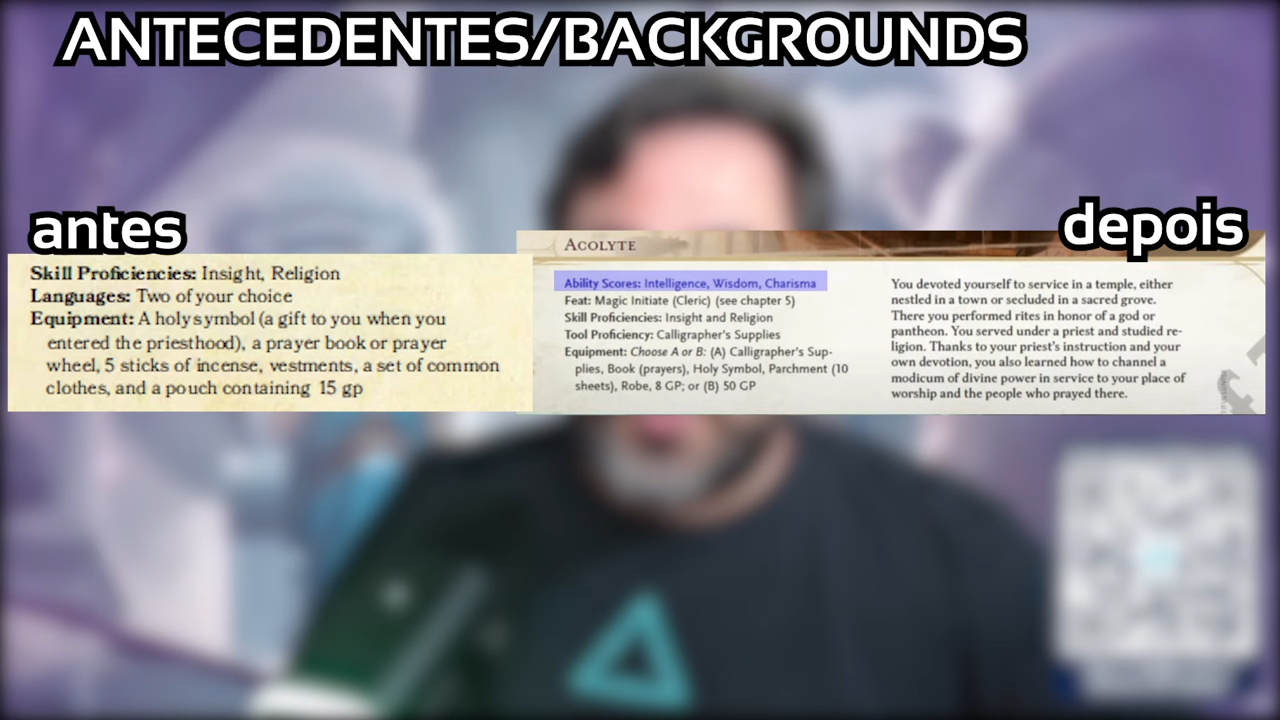 ANTECEDENTES/BACKGROUNDS
antes
depois
Skill Proficiencies: Insight, Religion
Languages: Two of your choice
Equipment: A holy symbol (a gift to you when you
entered the priesthood), a prayer book or prayer
wheel, 5 sticks of incense, vestments, a set of common
clothes, and a pouch containing 15 gp
ACOLYTE
Ability Scores: Intelligence, Wisdom, Charisma
Feat: Magic Initiate (Cleric) (see chapter 5)
Skill Proficiencies: Insight and Religion
Tool Proficiency: Calligrapher's Supplies
Equipment: Choose A or B: (A) Calligrapher's Sup-
plies, Book (prayers), Holy Symbol, Parchment (10
sheets), Robe, 8 GP; or (B) 50 GP
You devoted yourself to service in a temple, either
nestled in a town or secluded in a sacred grove.
There you performed rites in honor of a god or
pantheon. You served under a priest and studied re-
ligion. Thanks to your priest's instruction and your
own devotion, you also learned how to channel a
modicum of divine power in service to your place of
worship and the people who prayed there.